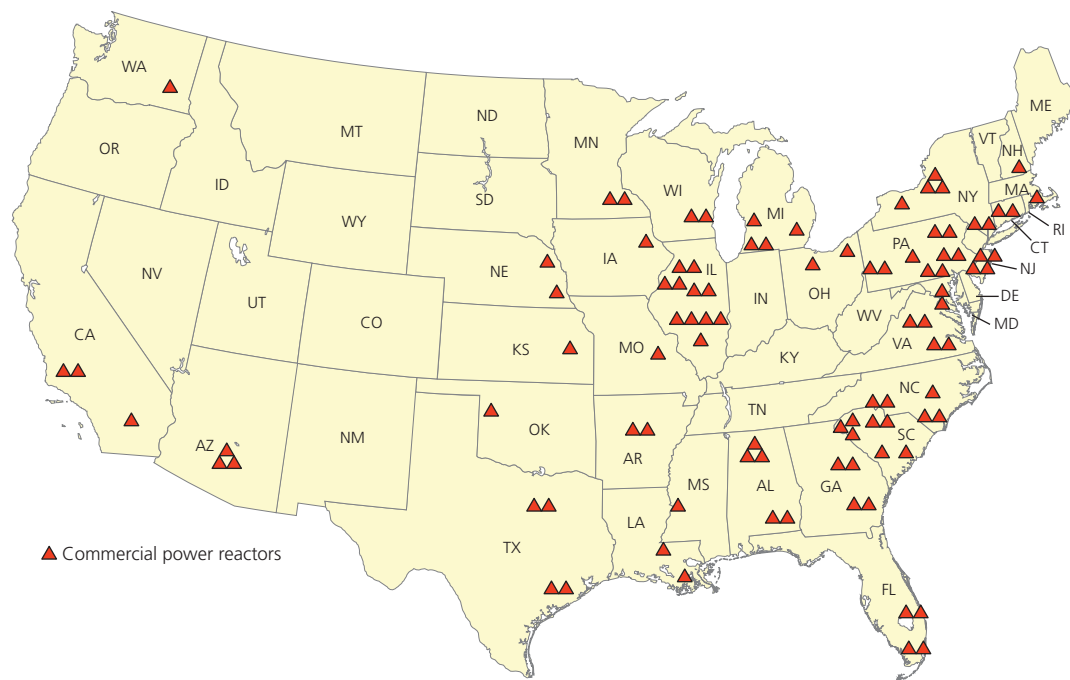 WA
MT
ND
MN
ME
VT
NH
OR
ID
SD
WI
MI
NY
MA
RI
CT
WY
IA
NE
PA
NJ
NV
UT
CO
IL
IN
OH
DE
MD
WV
VA
CA
KS
MO
KY
NC
TN
SC
AZ
NM
OK
AR
MS
AL
GA
LA
TX
FL
Commercial power reactors